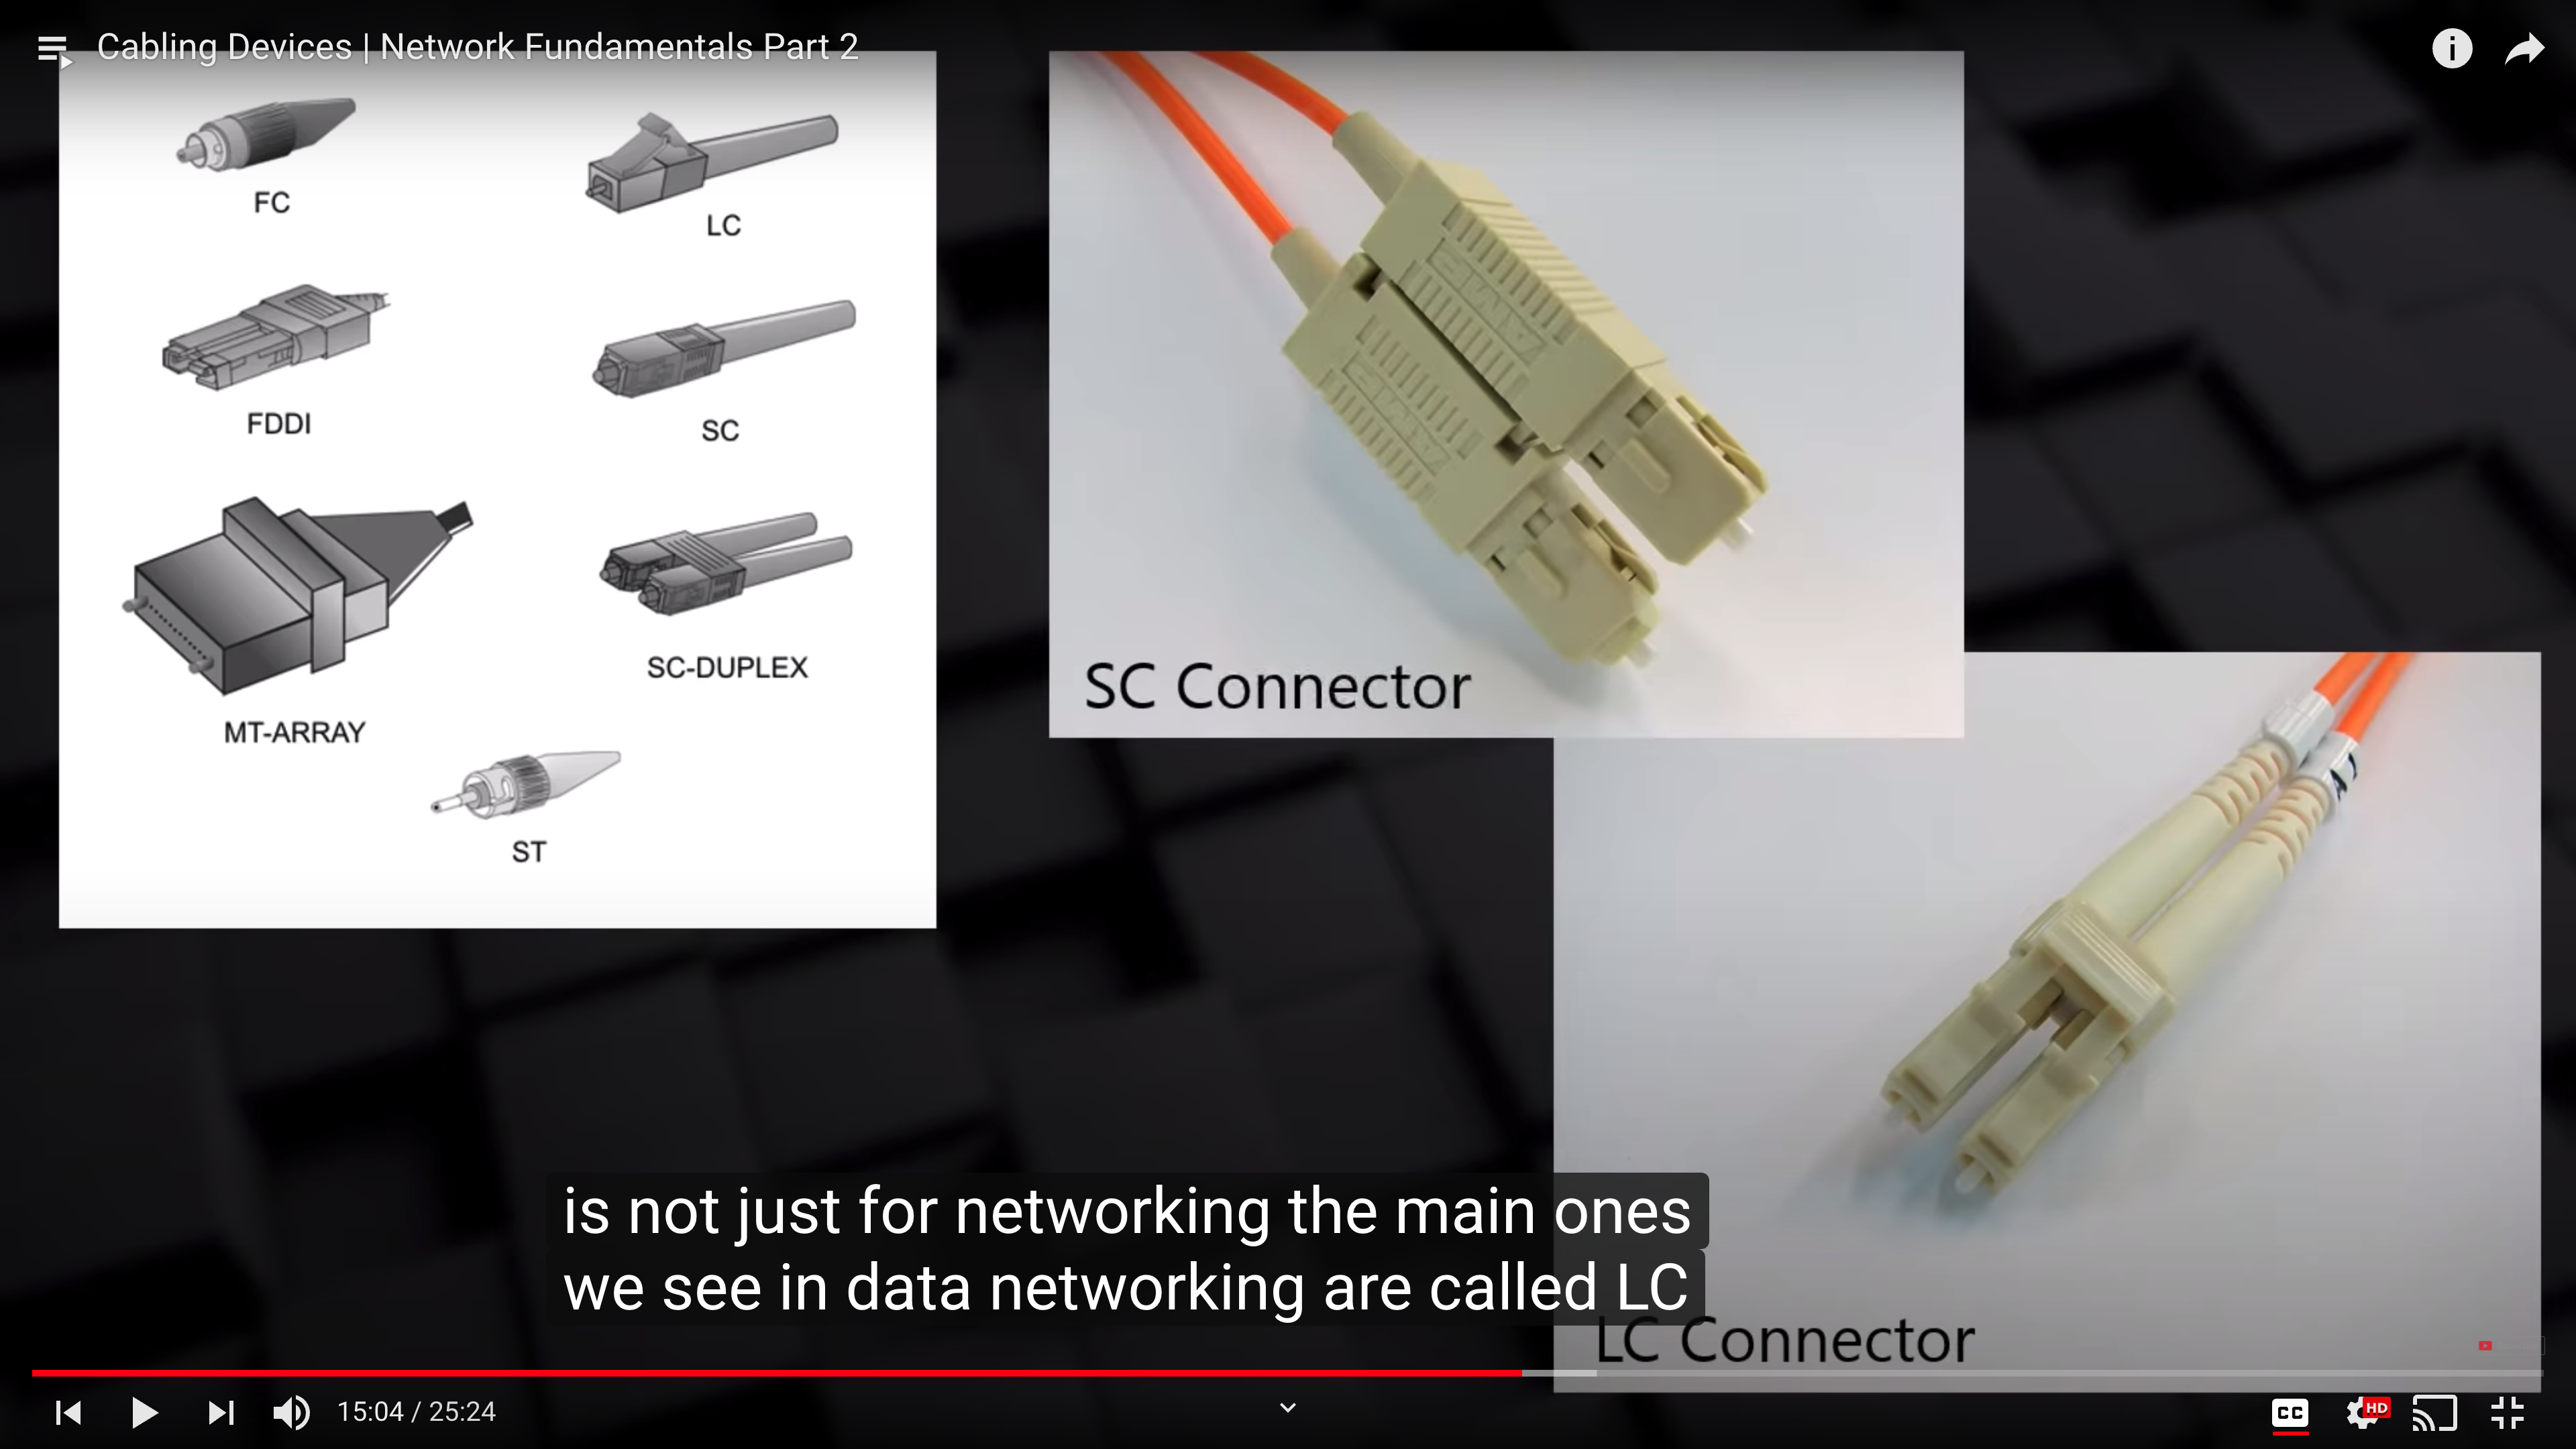 Cabling Devices | Network Fundamentals Part 2
FC
LC
FDDI
SC
MT-ARRAY
SC-DUPLEX
ST
SC Connector
LC Connector
is not just for networking the main ones
we see in data networking are called LC
15:04 / 25:24
CC
HD